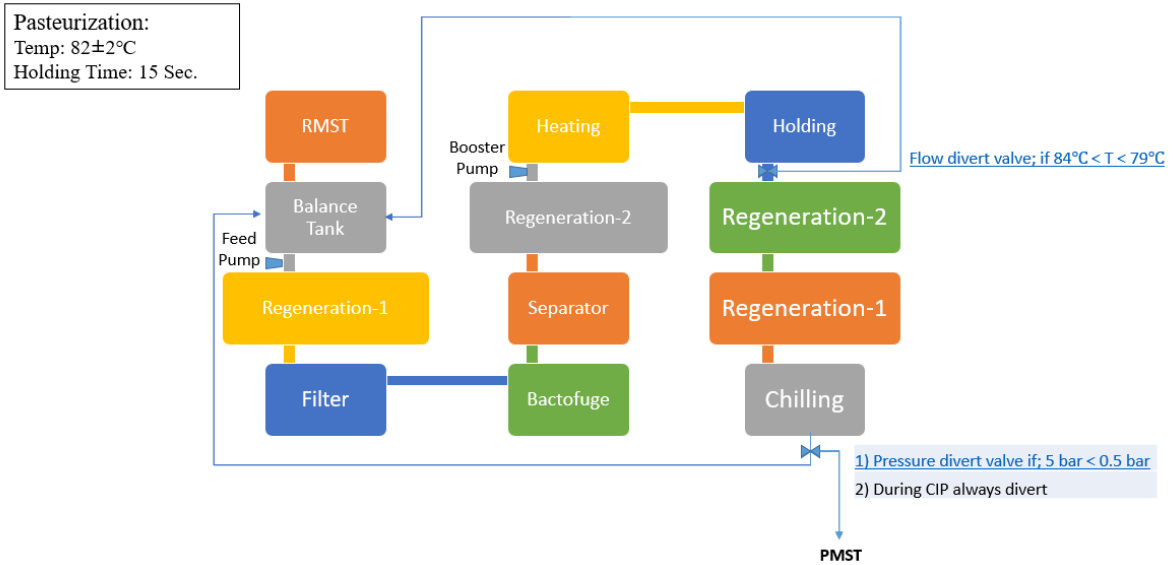 Pasteurization:
Temp: 82±2°C
Holding Time: 15 Sec.
RMST
Balance
Tank
Feed
Pump
Regeneration-1
Filter
Heating
Booster
Pump
Regeneration-2
Separator
Bactofuge
Holding
Flow divert valve; if 84℃ < T < 79℃
Regeneration-2
Regeneration-1
Chilling
1) Pressure divert valve if; 5 bar < 0.5 bar
2) During CIP always divert
PMST